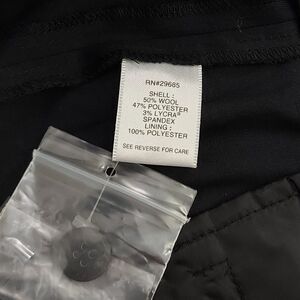 RN#29685
SHELL :
50% WOOL
47% POLYESTER
3% LYCRA®
SPANDEX
LINING :
100% POLYESTER
SEE REVERSE FOR CARE